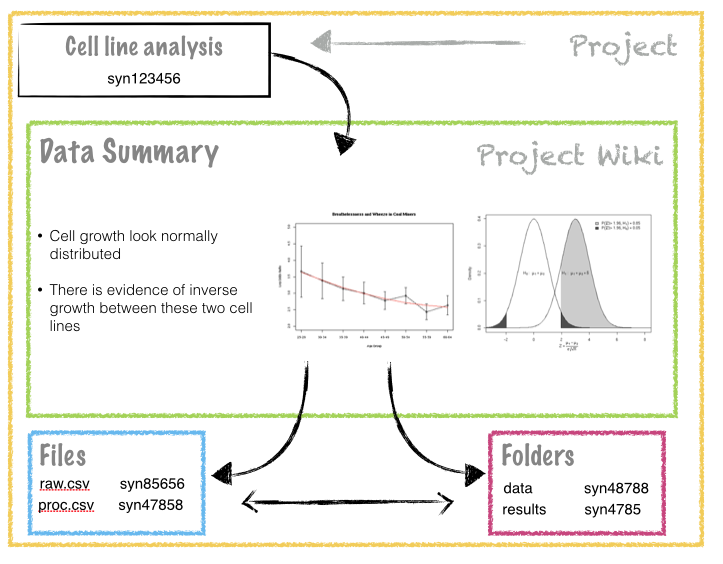 Cell line analysis
syn123456
Project
Data Summary
Project Wiki
• Cell growth look normally
distributed
• There is evidence of inverse
growth between these two cell
lines
Breathlessness and Wheeze in Coal Miners
Density
Files
raw.csv syn85656
proc.csv syn47858
Folders
data syn48788
results syn4785